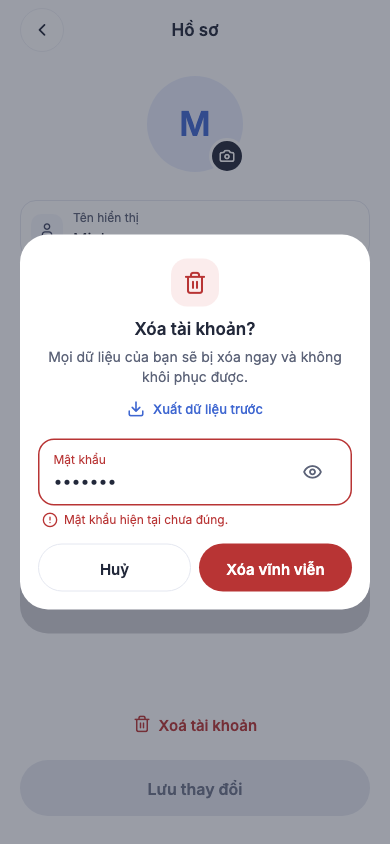 Hồ sơ
M
Tên hiển thị
Xóa tài khoản?
Mọi dữ liệu của bạn sẽ bị xóa ngay và không
khôi phục được.
Xuất dữ liệu trước
Mật khẩu
•••••••
Mật khẩu hiện tại chưa đúng.
Huỷ
Xóa vĩnh viễn
Xoá tài khoản
Lưu thay đổi